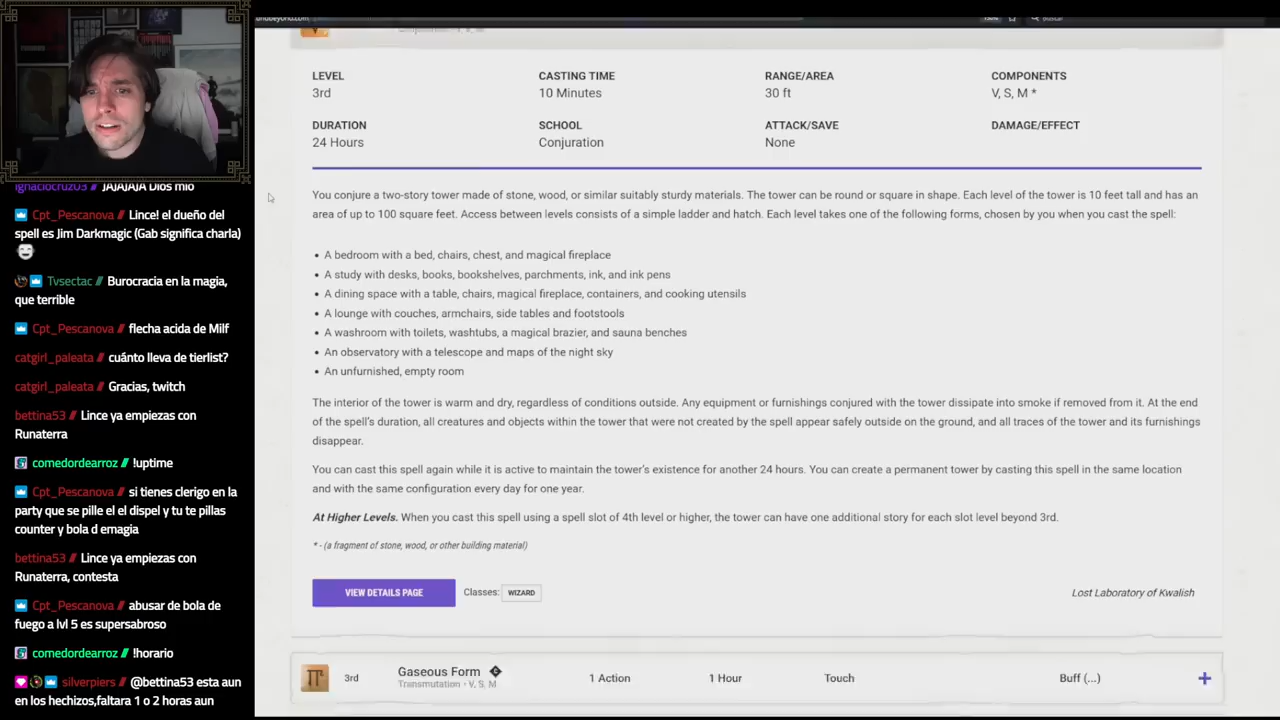 ignaciocruz03 // JAJAJAJA Dios mio
Cpt_Pescanova // Lince! el dueño del
spell es Jim Darkmagic (Gab significa charla)
Tvsectac // Burocracia en la magia,
que terrible
Cpt_Pescanova // flecha acida de Milf
catgirl_paleata // cuánto lleva de tierlist?
catgirl_paleata // Gracias, twitch
bettina53 // Lince ya empiezas con
Runaterra
comedordearroz // !uptime
Cpt_Pescanova // si tienes clerigo en la
party que se pille el el dispel y tu te pillas
counter y bola d emagia
bettina53 // Lince ya empiezas con
Runaterra, contesta
Cpt_Pescanova // abusar de bola de
fuego a lvl 5 es supersabroso
comedordearroz // !horario
silverpiers // @bettina53 esta aun
en los hechizos,faltara 1 o 2 horas aun
LEVEL
3rd
CASTING TIME
10 Minutes
RANGE/AREA
30 ft
COMPONENTS
V, S, M *
DURATION
24 Hours
SCHOOL
Conjuration
ATTACK/SAVE
None
DAMAGE/EFFECT
You conjure a two-story tower made of stone, wood, or similar suitably sturdy materials. The tower can be round or square in shape. Each level of the tower is 10 feet tall and has an
area of up to 100 square feet. Access between levels consists of a simple ladder and hatch. Each level takes one of the following forms, chosen by you when you cast the spell:
• A bedroom with a bed, chairs, chest, and magical fireplace
• A study with desks, books, bookshelves, parchments, ink, and ink pens
• A dining space with a table, chairs, magical fireplace, containers, and cooking utensils
• A lounge with couches, armchairs, side tables and footstools
• A washroom with toilets, washtubs, a magical brazier, and sauna benches
• An observatory with a telescope and maps of the night sky
• An unfurnished, empty room
The interior of the tower is warm and dry, regardless of conditions outside. Any equipment or furnishings conjured with the tower dissipate into smoke if removed from it. At the end
of the spell's duration, all creatures and objects within the tower that were not created by the spell appear safely outside on the ground, and all traces of the tower and its furnishings
disappear.
You can cast this spell again while it is active to maintain the tower's existence for another 24 hours. You can create a permanent tower by casting this spell in the same location
and with the same configuration every day for one year.
At Higher Levels. When you cast this spell using a spell slot of 4th level or higher, the tower can have one additional story for each slot level beyond 3rd.
* - (a fragment of stone, wood, or other building material)
VIEW DETAILS PAGE
Classes: WIZARD
Lost Laboratory of Kwalish
3rd
Gaseous Form
Transmutation • V, S, M
1 Action
1 Hour
Touch
Buff (...)
+